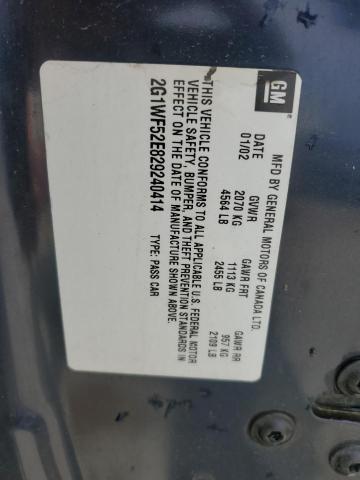 GM
MFD BY GENERAL MOTORS OF CANADA LTD.
DATE GVWR GAWR FRT GAWR RR
01/02 2070 KG 1113 KG 957 KG
4564 LB 2455 LB 2109 LB
THIS VEHICLE CONFORMS TO ALL APPLICABLE U.S. FEDERAL MOTOR
VEHICLE SAFETY, BUMPER, AND THEFT PREVENTION STANDARDS IN
EFFECT ON THE DATE OF MANUFACTURE SHOWN ABOVE.
2G1WF52E829240414 TYPE: PASS CAR